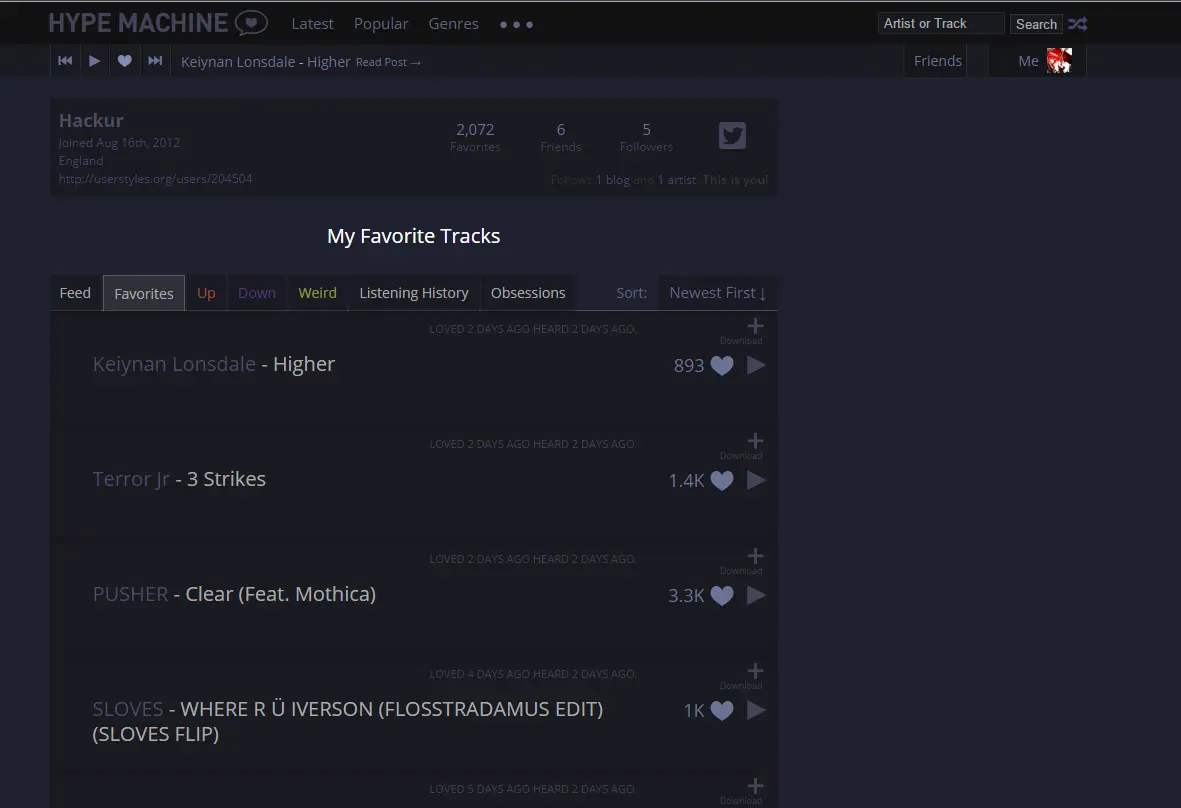 HYPE MACHINE Latest Popular Genres Artist or Track Search
Keiynan Lonsdale - Higher Read Post → Friends Me
Hackur
Joined Aug 16th, 2012
England
http://userstyles.org/users/204504
2,072 6 5
Favorites Friends Followers
Follows 1 blog and 1 artist This is you!
My Favorite Tracks
Feed Favorites Up Down Weird Listening History Obsessions Sort: Newest First ↓
LOVED 2 DAYS AGO HEARD 2 DAYS AGO.
Download
Keiynan Lonsdale - Higher 893
LOVED 2 DAYS AGO HEARD 2 DAYS AGO.
Download
Terror Jr - 3 Strikes 1.4K
LOVED 2 DAYS AGO HEARD 2 DAYS AGO.
Download
PUSHER - Clear (Feat. Mothica) 3.3K
LOVED 4 DAYS AGO HEARD 2 DAYS AGO.
Download
SLOVES - WHERE R Ü IVERSON (FLOSSTRADAMUS EDIT) 1K
(SLOVES FLIP)
LOVED 5 DAYS AGO HEARD 2 DAYS AGO.
Download